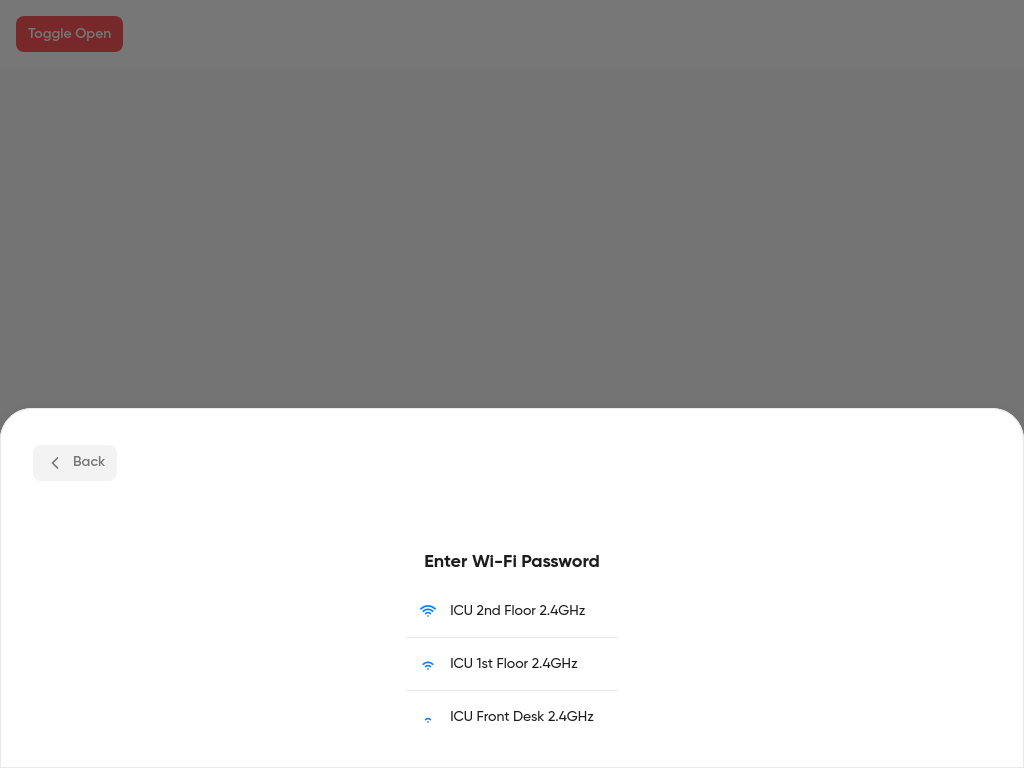 Toggle Open
Back
Enter Wi-Fi Password
ICU 2nd Floor 2.4GHz
ICU 1st Floor 2.4GHz
ICU Front Desk 2.4GHz